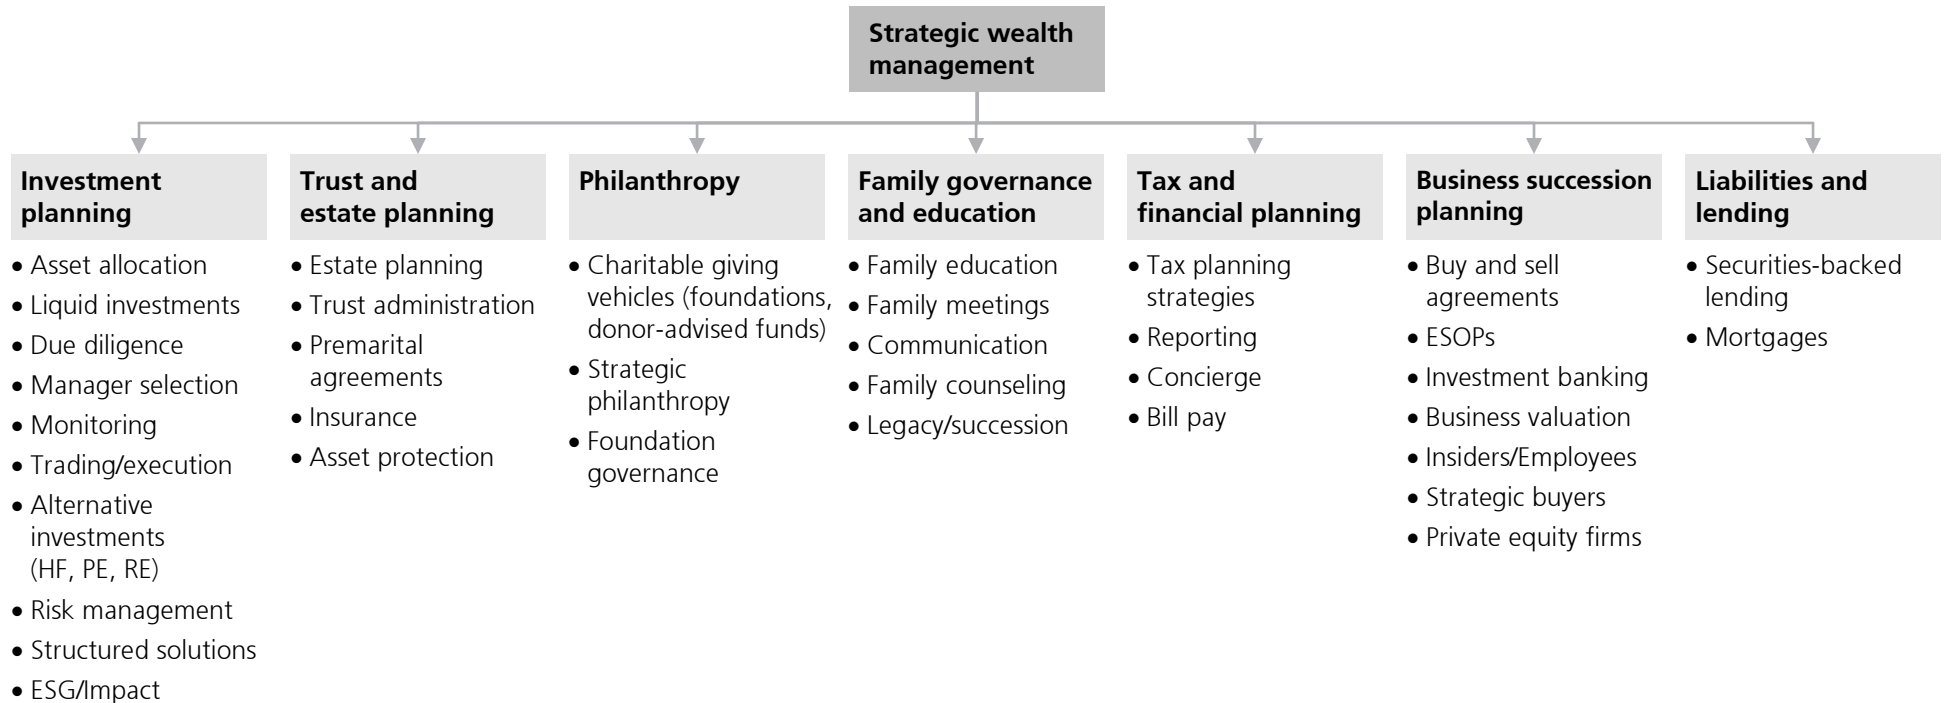 Strategic wealth
management
Investment
planning
• Asset allocation
• Liquid investments
• Due diligence
• Manager selection
• Monitoring
• Trading/execution
• Alternative
investments
(HF, PE, RE)
• Risk management
• Structured solutions
• ESG/Impact
Trust and
estate planning
• Estate planning
• Trust administration
• Premarital
agreements
• Insurance
• Asset protection
Philanthropy
• Charitable giving
vehicles (foundations,
donor-advised funds)
• Strategic
philanthropy
• Foundation
governance
Family governance
and education
• Family education
• Family meetings
• Communication
• Family counseling
• Legacy/succession
Tax and
financial planning
• Tax planning
strategies
• Reporting
• Concierge
• Bill pay
Business succession
planning
• Buy and sell
agreements
• ESOPs
• Investment banking
• Business valuation
• Insiders/Employees
• Strategic buyers
• Private equity firms
Liabilities and
lending
• Securities-backed
lending
• Mortgages